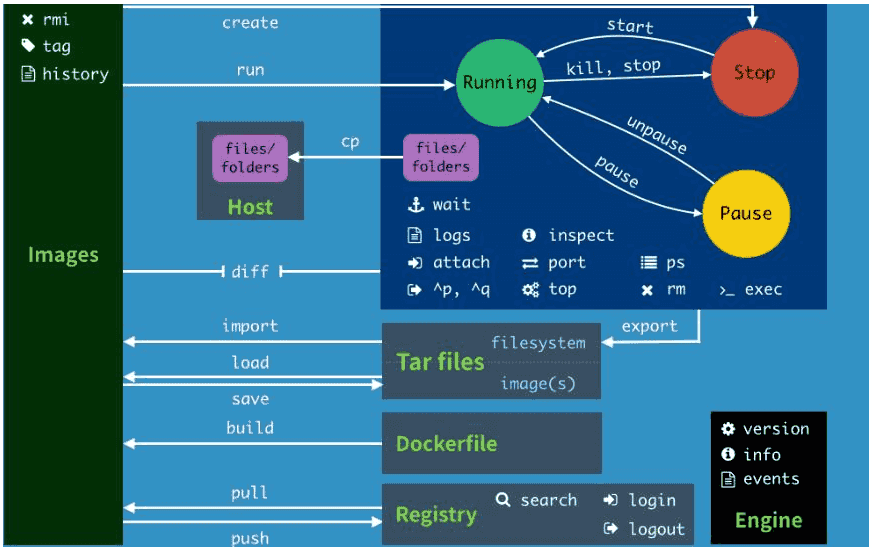 rmi
tag
history
Images
create
run
start
kill, stop
unpause
pause
Running
Stop
Pause
files/
folders
Host
cp
files/
folders
wait
logs
attach
^p, ^q
inspect
port
top
ps
rm
>_ exec
diff
import
load
save
build
pull
push
export
Tar files
filesystem
image(s)
Dockerfile
Registry
search
login
logout
version
info
events
Engine